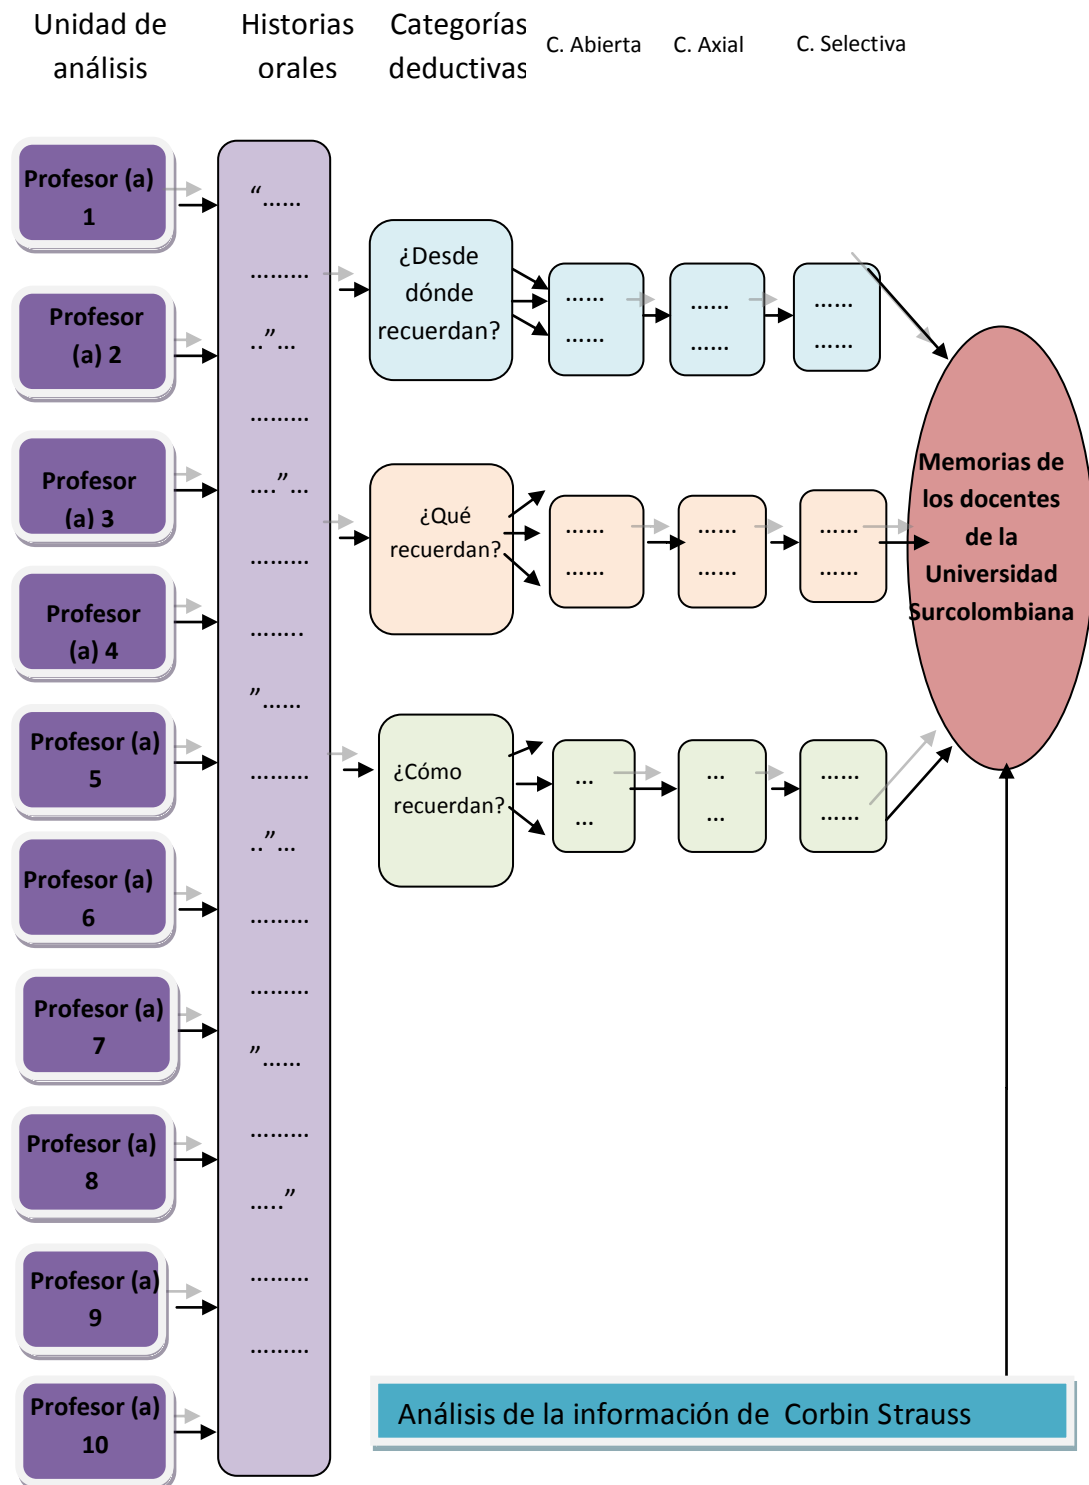 Unidad de
análisis
Historias
orales
Categorías
deductivas
C. Abierta
C. Axial
C. Selectiva
Profesor (a)
1
Profesor
(a) 2
Profesor
(a) 3
Profesor
(a) 4
Profesor (a)
5
Profesor (a)
6
Profesor (a)
7
Profesor (a)
8
Profesor (a)
9
Profesor (a)
10
“......
.........
..”...
.........
....”...
.........
........
”......
.........
..”...
.........
.........
”......
.........
.....”
.........
.........
¿Desde
dónde
recuerdan?
......
......
......
......
......
......
¿Qué
recuerdan?
......
......
......
......
......
......
¿Cómo
recuerdan?
...
...
...
...
......
......
Memorias de
los docentes
de la
Universidad
Surcolombiana
Análisis de la información de Corbin Strauss